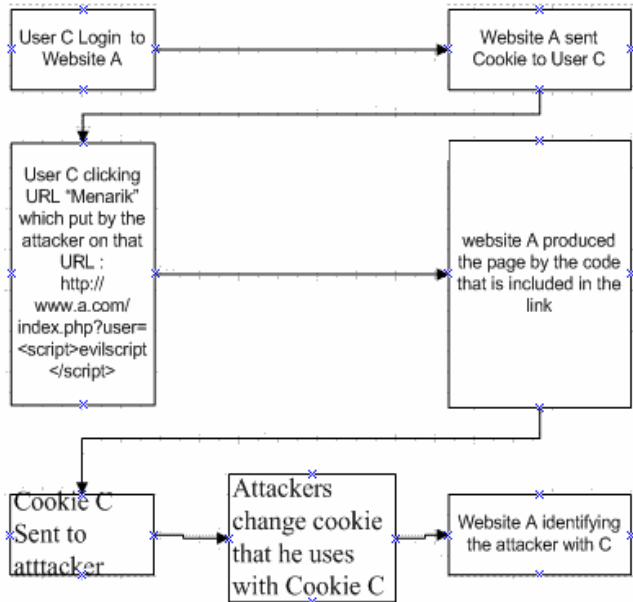 User C Login to
Website A
Website A sent
Cookie to User C
User C clicking
URL “Menarik”
which put by the
attacker on that
URL :
http://
www.a.com/
index.php?user=
<script>evilscript
</script>
website A produced
the page by the code
that is included in the
link
Cookie C
Sent to
atttacker
Attackers
change cookie
that he uses
with Cookie C
Website A identifying
the attacker with C